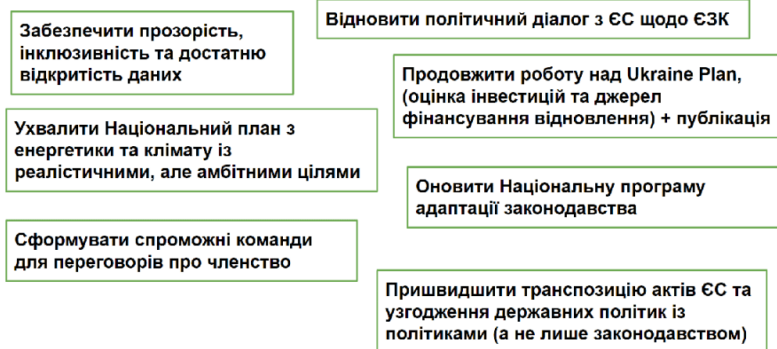 Забезпечити прозорість,
інклюзивність та достатню
відкритість даних
Відновити політичний діалог з ЄС щодо ЄЗК
Продовжити роботу над Ukraine Plan,
(оцінка інвестицій та джерел
фінансування відновлення) + публікація
Ухвалити Національний план з
енергетики та клімату із
реалістичними, але амбітними цілями
Оновити Національну програму
адаптації законодавства
Сформувати спроможні команди
для переговорів про членство
Пришвидшити транспозицію актів ЄС та
узгодження державних політик із
політиками (а не лише законодавством)